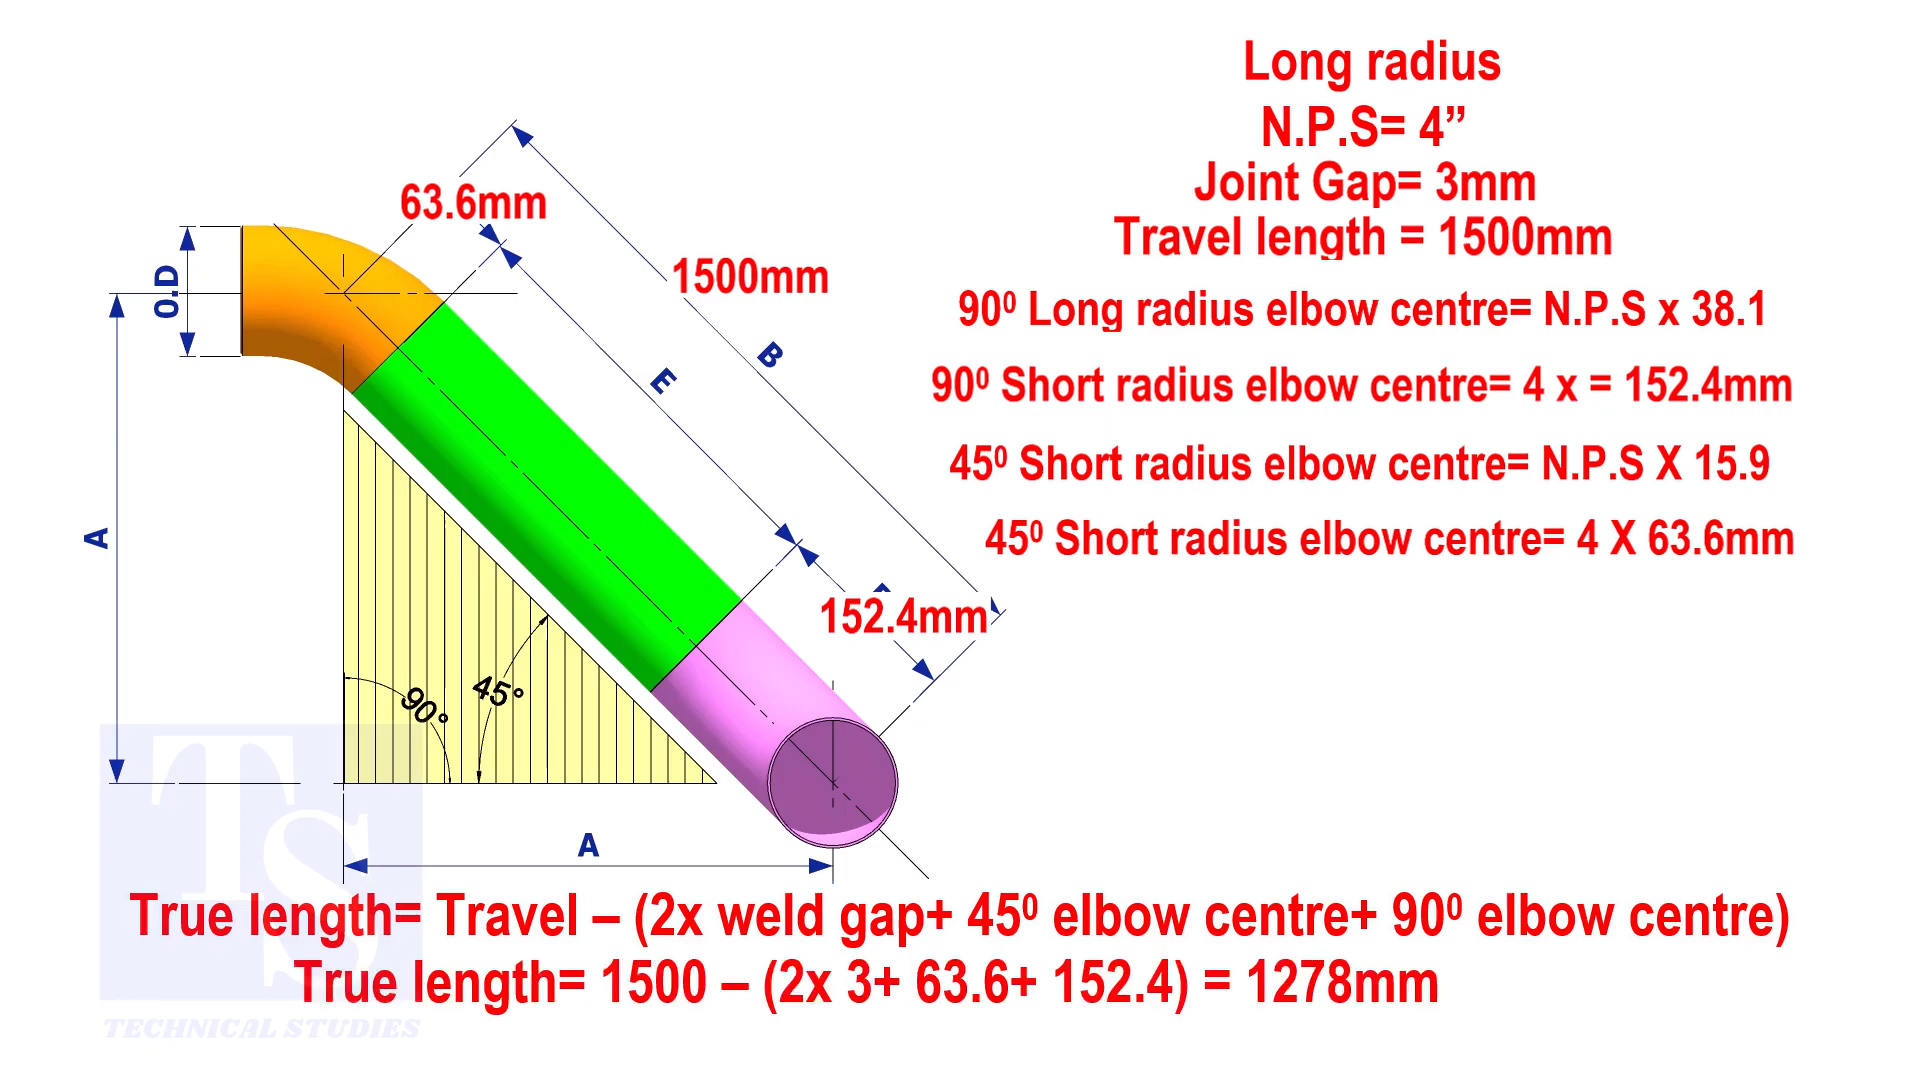 Long radius
N.P.S= 4”
Joint Gap= 3mm
Travel length = 1500mm
90⁰ Long radius elbow centre= N.P.S x 38.1
90⁰ Short radius elbow centre= 4 x = 152.4mm
45⁰ Short radius elbow centre= N.P.S X 15.9
45⁰ Short radius elbow centre= 4 X 63.6mm
63.6mm
1500mm
O.D
B
E
A
152.4mm
45°
90°
A
TS
True length= Travel – (2x weld gap+ 45⁰ elbow centre+ 90⁰ elbow centre)
True length= 1500 – (2x 3+ 63.6+ 152.4) = 1278mm
TECHNICAL STUDIES